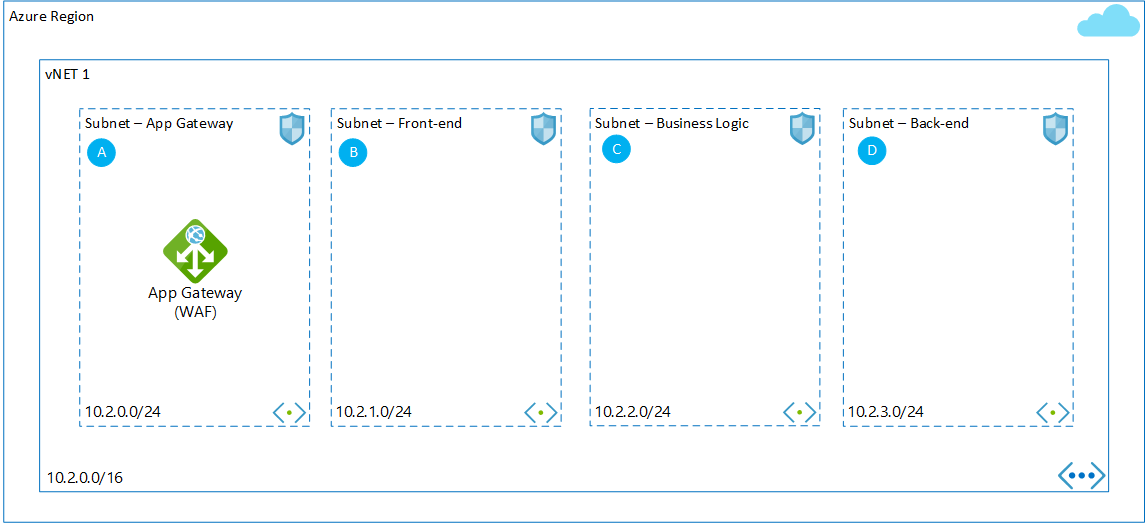 Azure Region
vNET 1
Subnet – App Gateway
A
Subnet – Front-end
B
Subnet – Business Logic
C
Subnet – Back-end
D
App Gateway
(WAF)
10.2.0.0/24
10.2.1.0/24
10.2.2.0/24
10.2.3.0/24
10.2.0.0/16